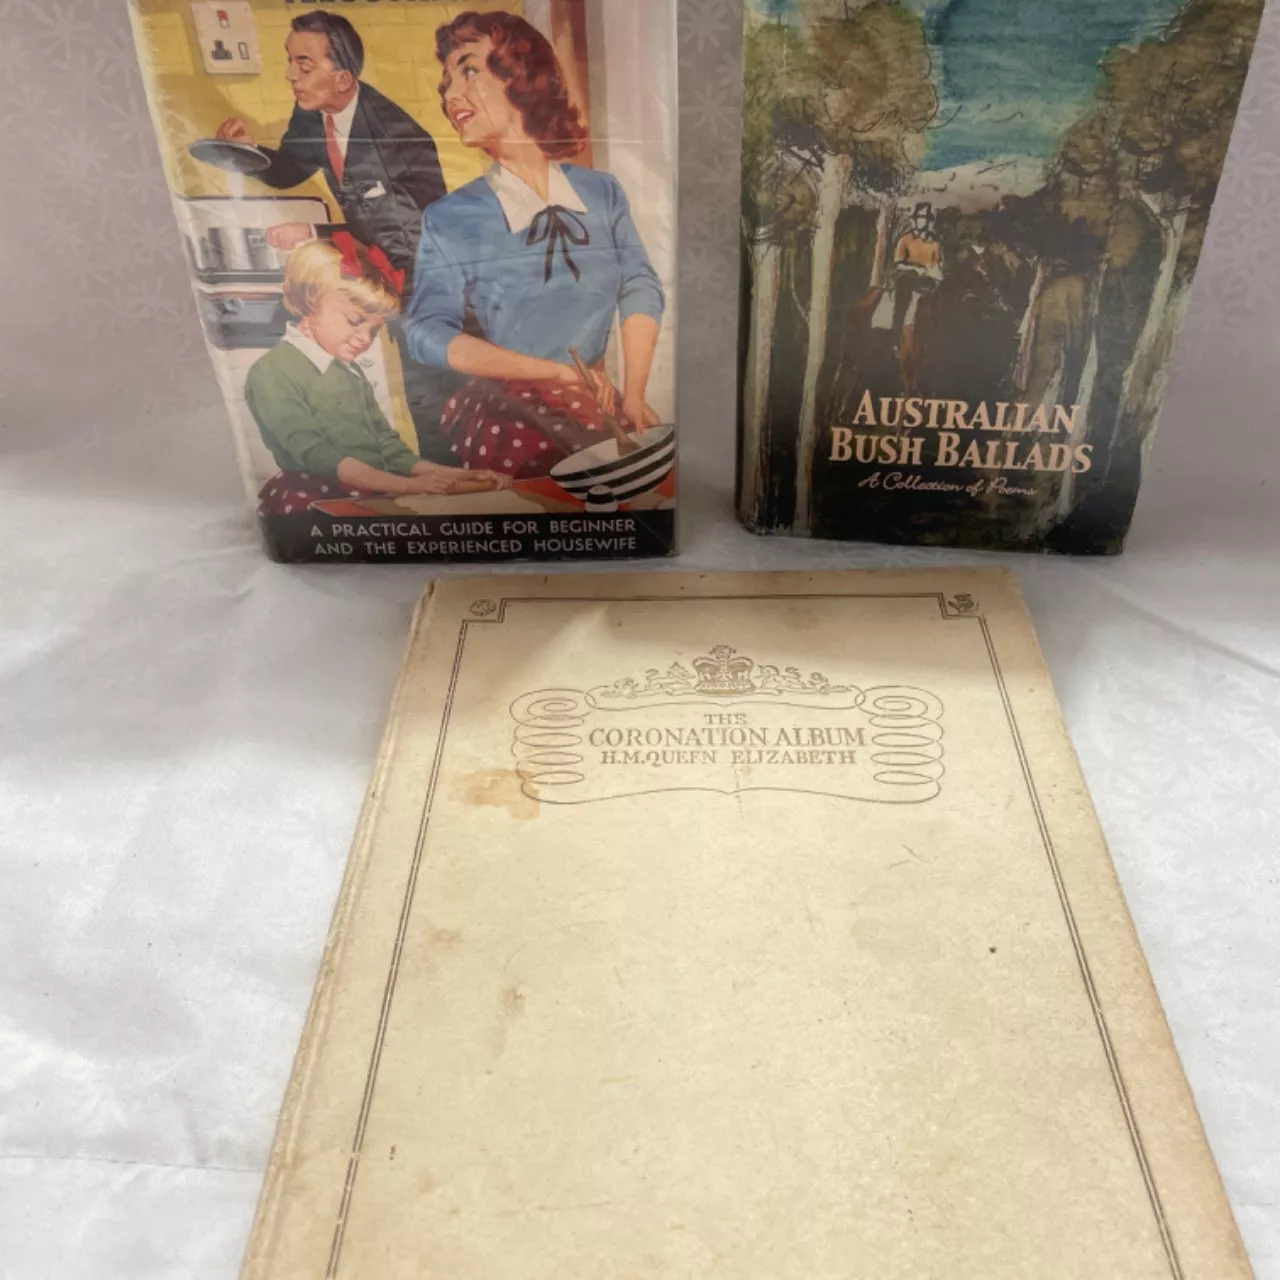 A PRACTICAL GUIDE FOR BEGINNER
AND THE EXPERIENCED HOUSEWIFE
AUSTRALIAN
BUSH BALLADS
A Collection of Poems
THE
CORONATION ALBUM
H.M.QUEEN ELIZABETH